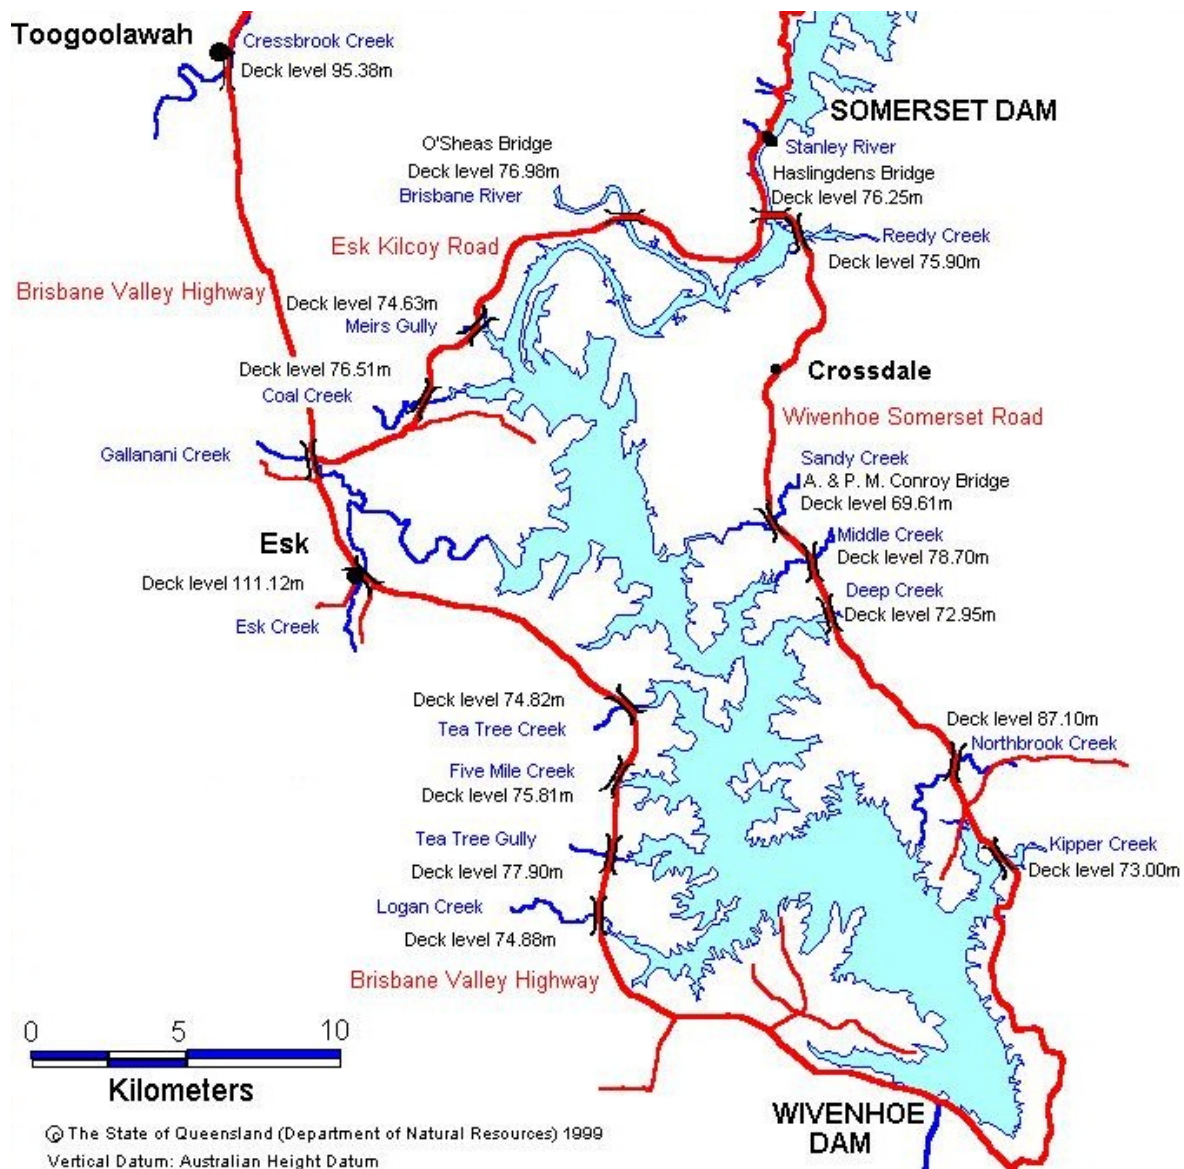 Toogoolawah
Cressbrook Creek
Deck level 95.38m
SOMERSET DAM
O'Sheas Bridge
Deck level 76.98m
Brisbane River
Stanley River
Haslingdens Bridge
Deck level 76.25m
Esk Kilcoy Road
Reedy Creek
Deck level 75.90m
Brisbane Valley Highway
Deck level 74.63m
Meirs Gully
Deck level 76.51m
Coal Creek
Crossdale
Wivenhoe Somerset Road
Gallanani Creek
Sandy Creek
A. & P. M. Conroy Bridge
Deck level 69.61m
Middle Creek
Deck level 78.70m
Esk
Deck level 111.12m
Esk Creek
Deep Creek
Deck level 72.95m
Deck level 74.82m
Tea Tree Creek
Deck level 87.10m
Northbrook Creek
Five Mile Creek
Deck level 75.81m
Tea Tree Gully
Deck level 77.90m
Kipper Creek
Deck level 73.00m
Logan Creek
Deck level 74.88m
Brisbane Valley Highway
0 5 10
Kilometers
WIVENHOE
DAM
© The State of Queensland (Department of Natural Resources) 1999
Vertical Datum: Australian Height Datum